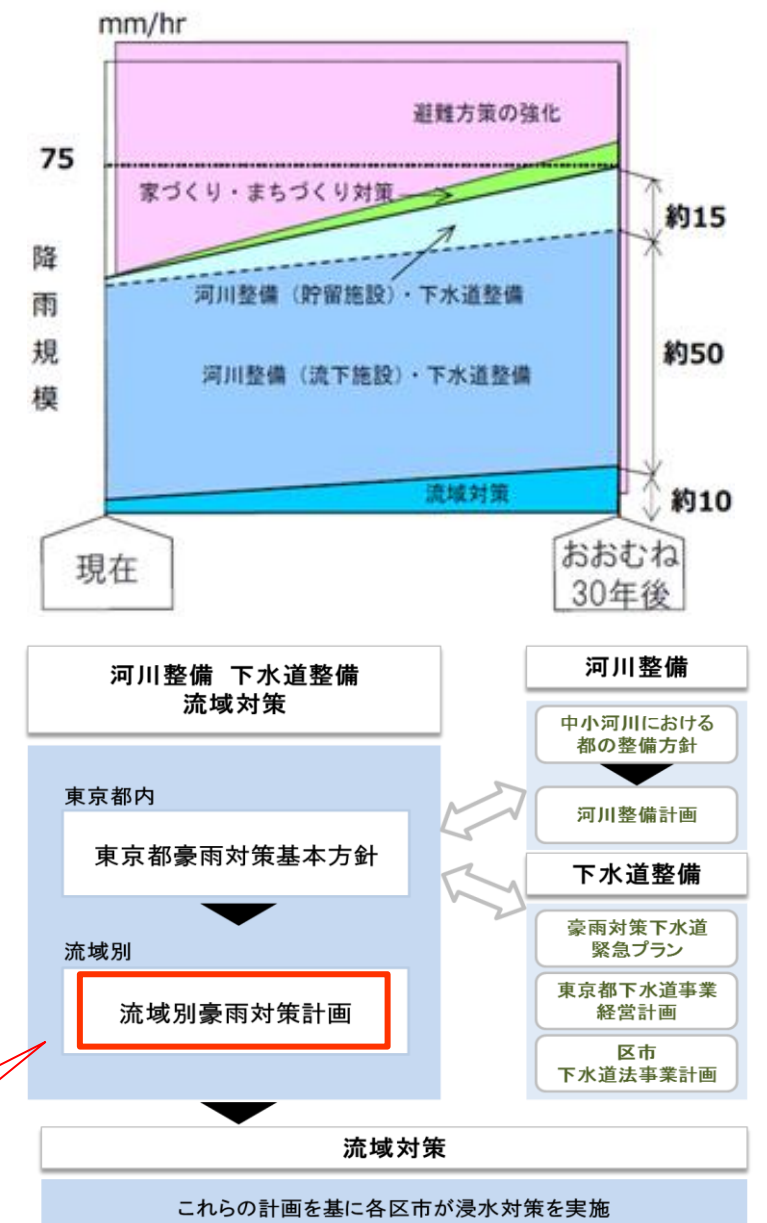 mm/hr
避難方策の強化
75
家づくり・まちづくり対策
約15
降雨規模
河川整備（貯留施設）・下水道整備
約50
河川整備（流下施設）・下水道整備
流域対策
約10
現在
おおむね
30年後
河川整備 下水道整備
流域対策
東京都内
東京都豪雨対策基本方針
流域別
流域別豪雨対策計画
河川整備
中小河川における
都の整備方針
河川整備計画
下水道整備
豪雨対策下水道
緊急プラン
東京都下水道事業
経営計画
区市
下水道法事業計画
流域対策
これらの計画を基に各区市が浸水対策を実施